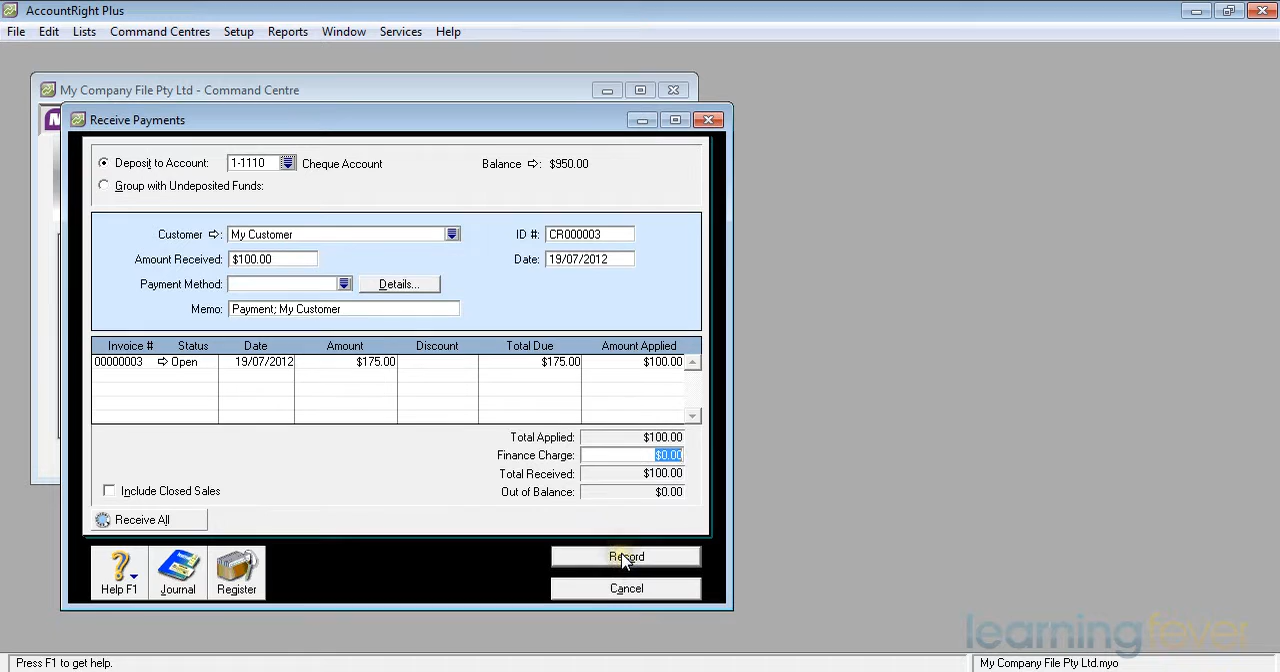 AccountRight Plus
File Edit Lists Command Centres Setup Reports Window Services Help
My Company File Pty Ltd - Command Centre
Receive Payments
Deposit to Account: 1-1110 Cheque Account Balance : $950.00
Group with Undeposited Funds:
Customer : My Customer ID #: CR000003
Amount Received: $100.00 Date: 19/07/2012
Payment Method: Details...
Memo: Payment; My Customer
Invoice # Status Date Amount Discount Total Due Amount Applied
00000003 Open 19/07/2012 $175.00 $175.00 $100.00
Total Applied: $100.00
Finance Charge: $0.00
Total Received: $100.00
Include Closed Sales Out of Balance: $0.00
Receive All
Record
Help F1 Journal Register Cancel
learningfever
Press F1 to get help. My Company File Pty Ltd.myo